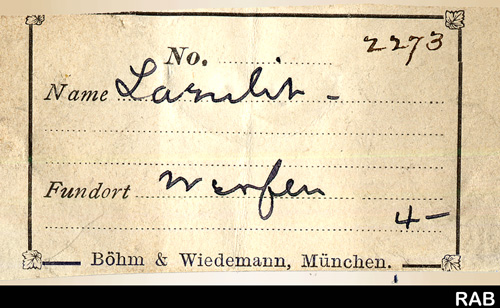 No. 2273
Name Lazulit -
Fundort Werfen
4-
Böhm & Wiedemann, München.
RAB